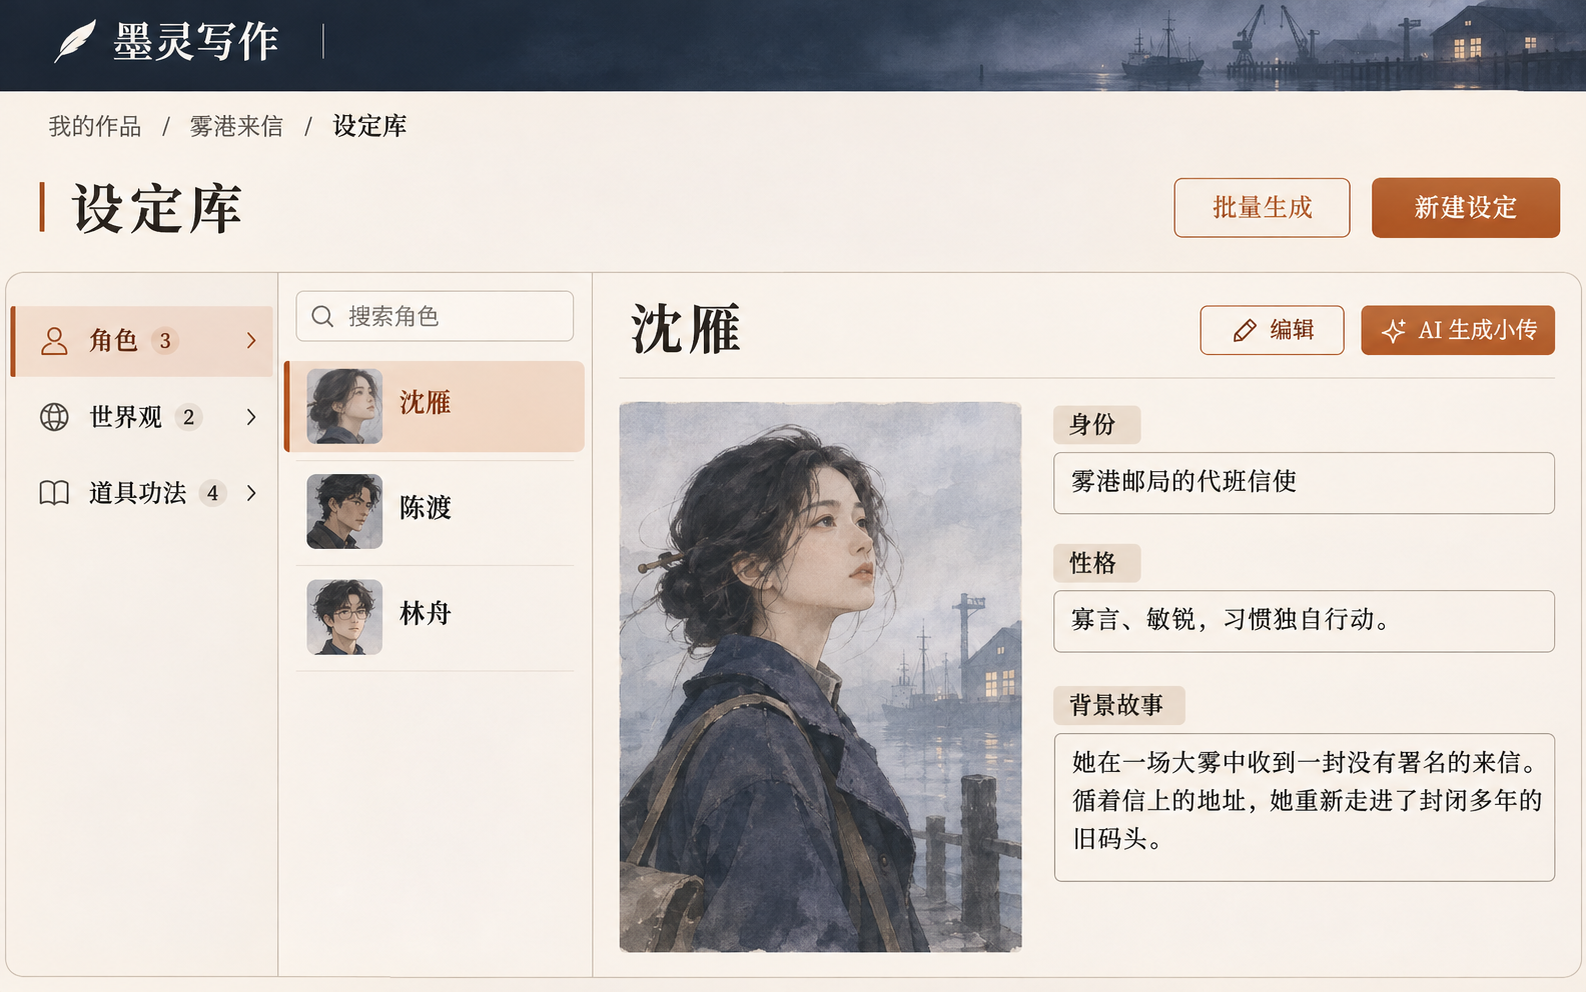 墨灵写作
我的作品 / 雾港来信 / 设定库
设定库
批量生成
新建设定
角色 3
世界观 2
道具功法 4
搜索角色
沈雁
陈渡
林舟
沈雁
编辑
AI 生成小传
身份
雾港邮局的代班信使
性格
寡言、敏锐，习惯独自行动。
背景故事
她在一场大雾中收到一封没有署名的来信。
循着信上的地址，她重新走进了封闭多年的
旧码头。